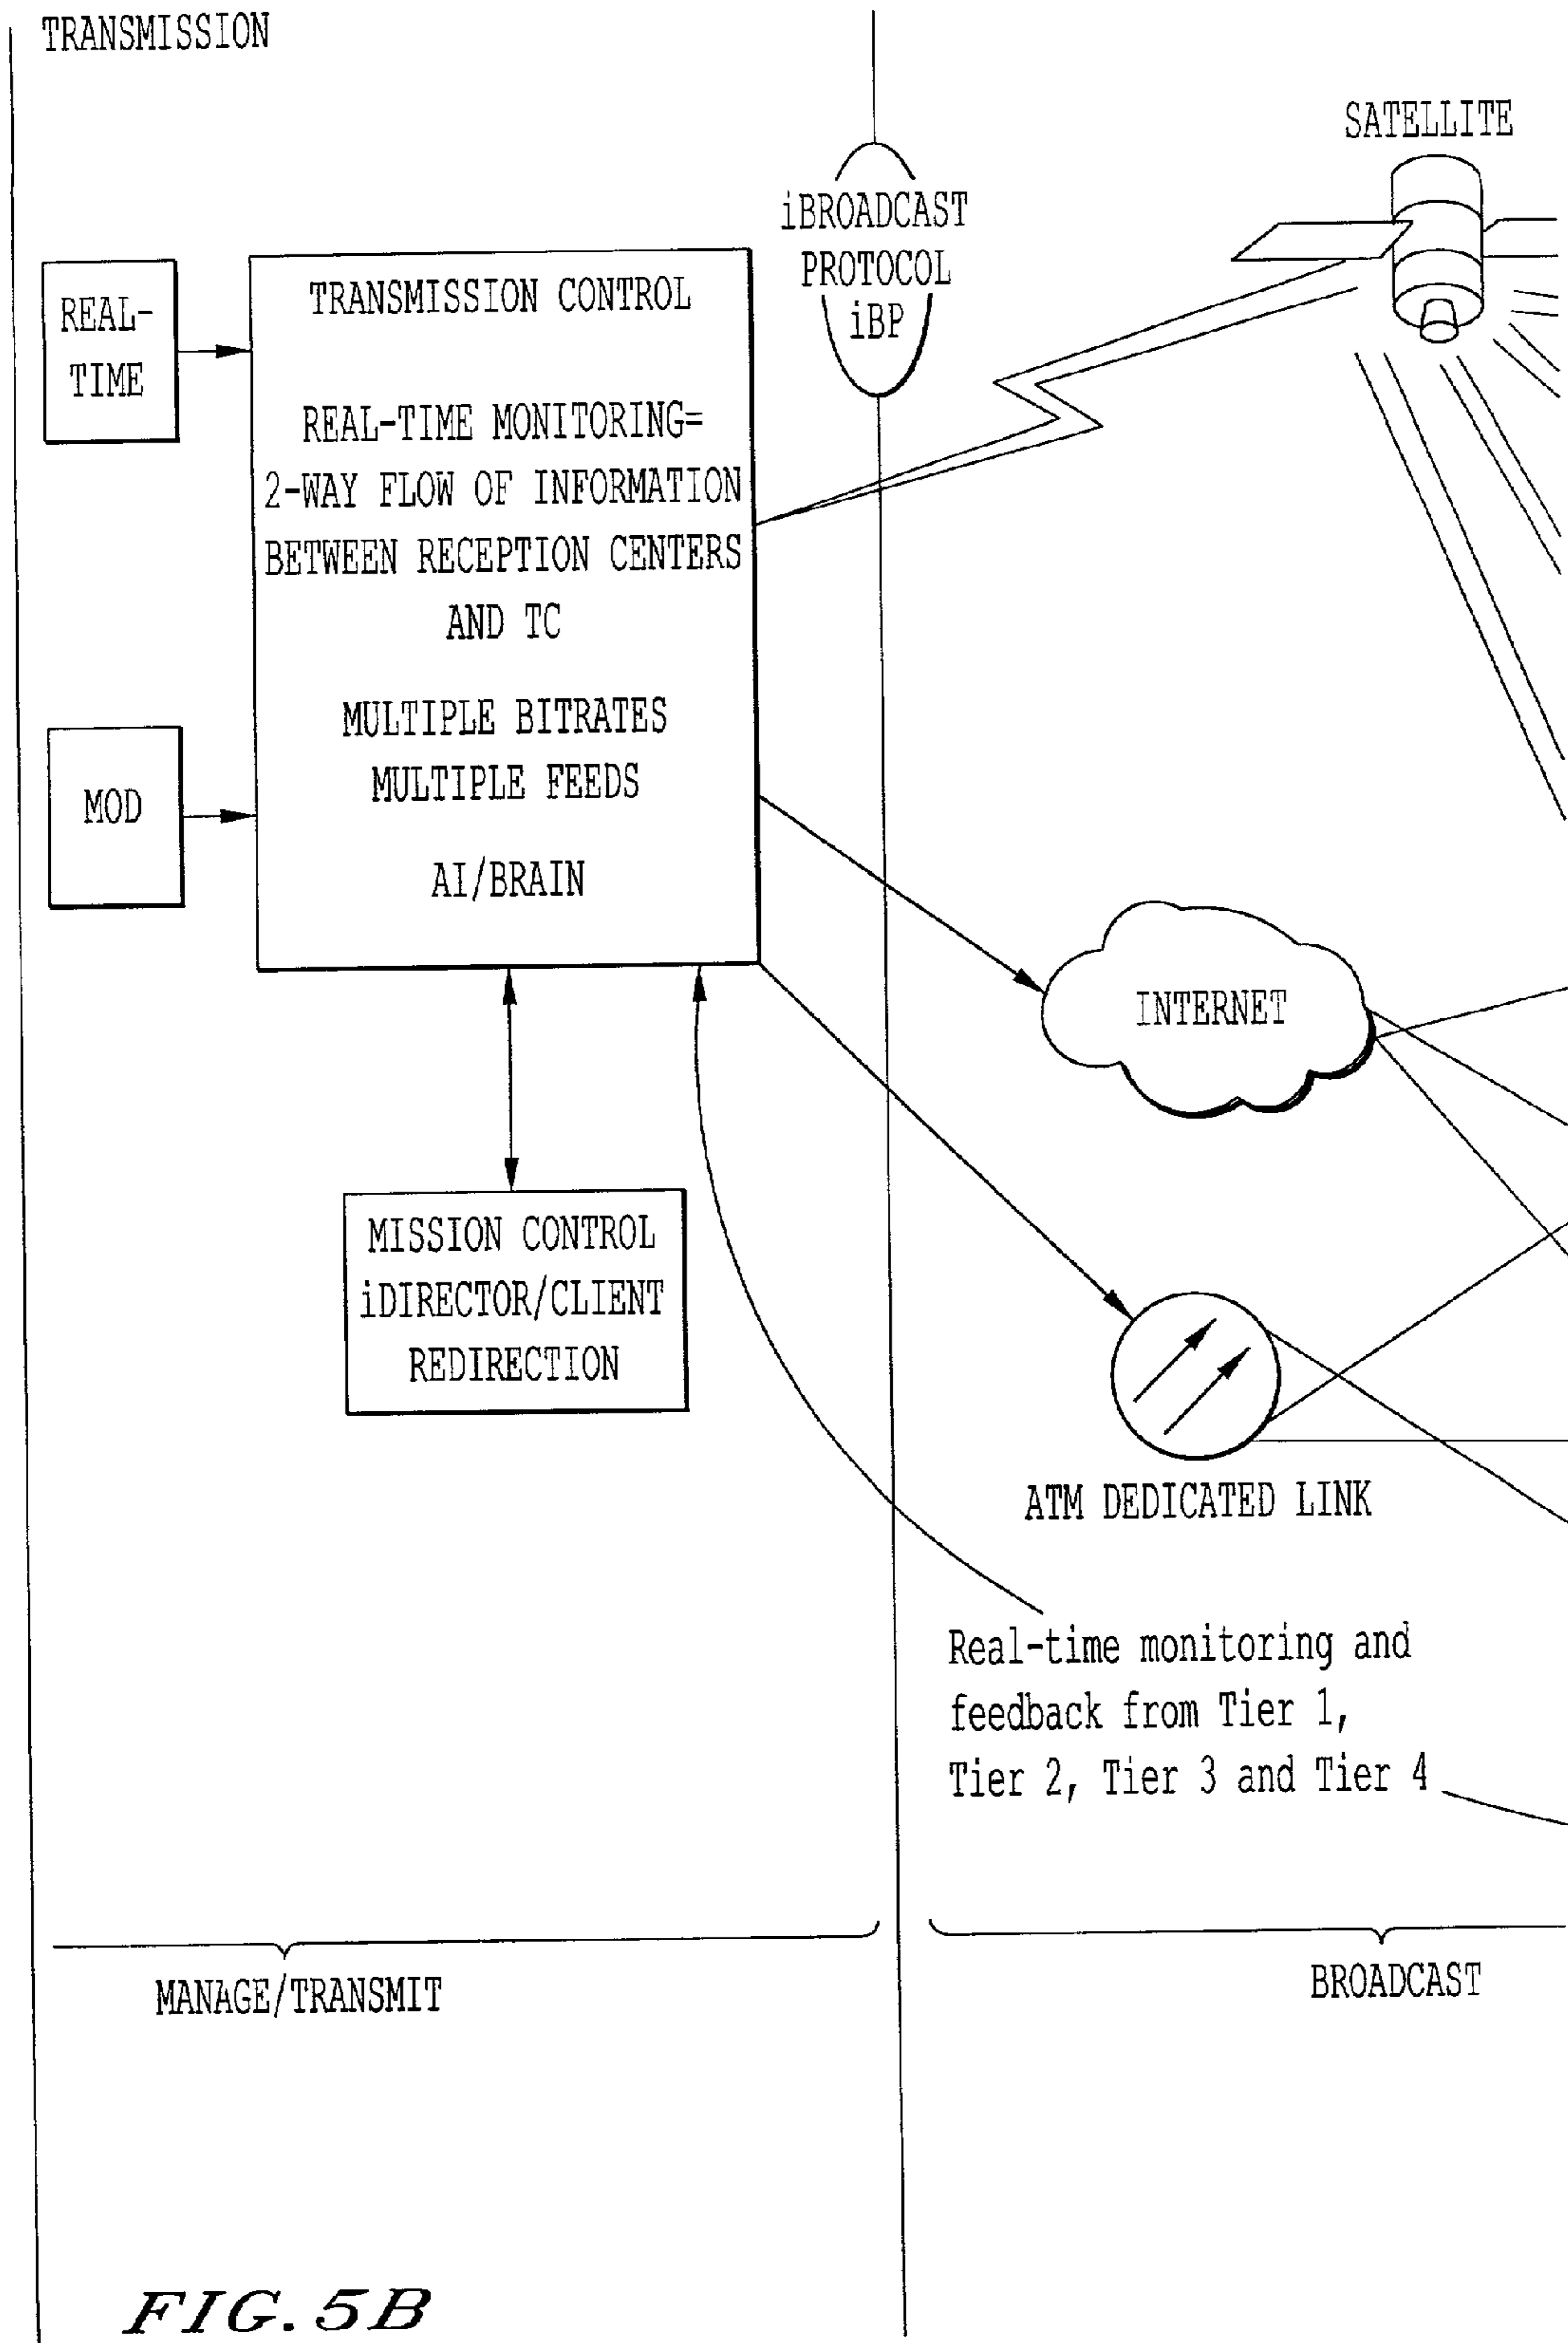 TRANSMISSION
SATELLITE
iBROADCAST
PROTOCOL
iBP
REAL-
TIME
TRANSMISSION CONTROL
REAL-TIME MONITORING=
2-WAY FLOW OF INFORMATION
BETWEEN RECEPTION CENTERS
AND TC
MULTIPLE BITRATES
MULTIPLE FEEDS
AI/BRAIN
MOD
INTERNET
MISSION CONTROL
iDIRECTOR/CLIENT
REDIRECTION
ATM DEDICATED LINK
Real-time monitoring and
feedback from Tier 1,
Tier 2, Tier 3 and Tier 4
MANAGE/TRANSMIT
BROADCAST
FIG. 5B